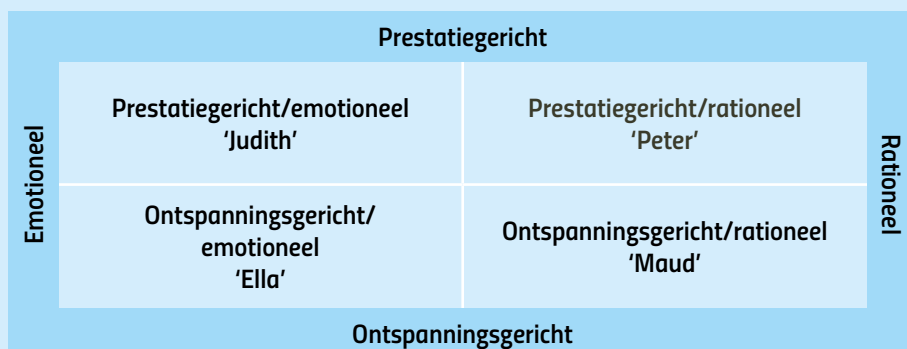 Prestatiegericht
Emotioneel
Prestatiegericht/emotioneel
‘Judith’
Prestatiegericht/rationeel
‘Peter’
Rationeel
Ontspanningsgericht/
emotioneel
‘Ella’
Ontspanningsgericht/rationeel
‘Maud’
Ontspanningsgericht